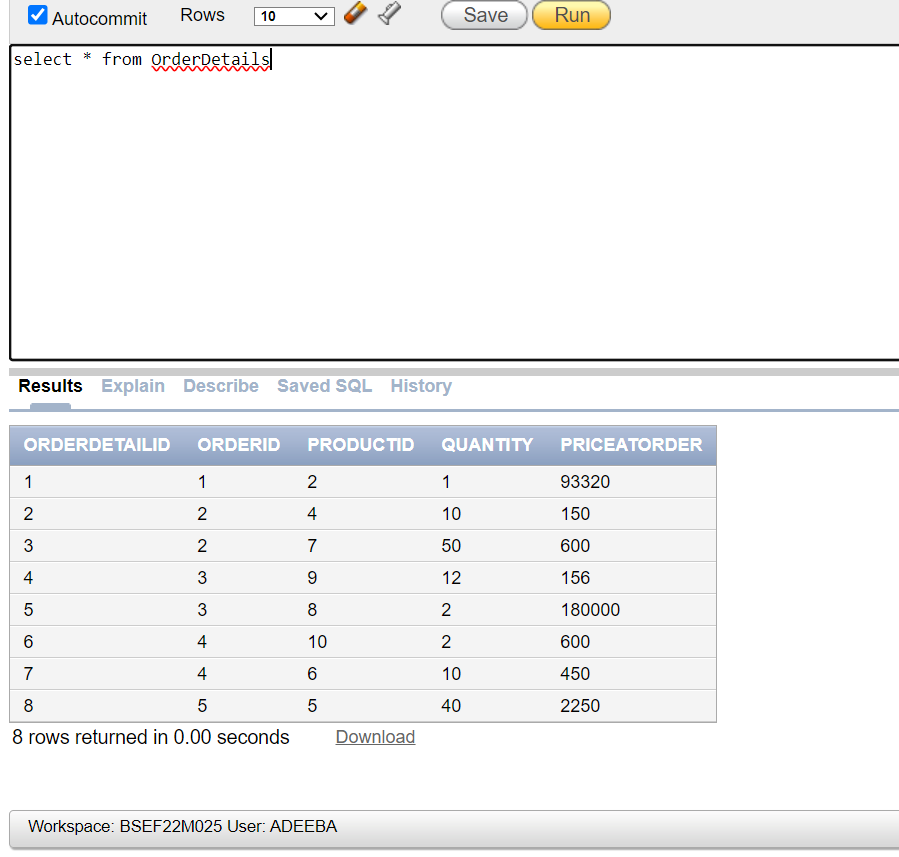 Autocommit Rows 10 Save Run
select * from OrderDetails
Results Explain Describe Saved SQL History
ORDERDETAILID ORDERID PRODUCTID QUANTITY PRICEATORDER
1 1 2 1 93320
2 2 4 10 150
3 2 7 50 600
4 3 9 12 156
5 3 8 2 180000
6 4 10 2 600
7 4 6 10 450
8 5 5 40 2250
8 rows returned in 0.00 seconds Download
Workspace: BSEF22M025 User: ADEEBA